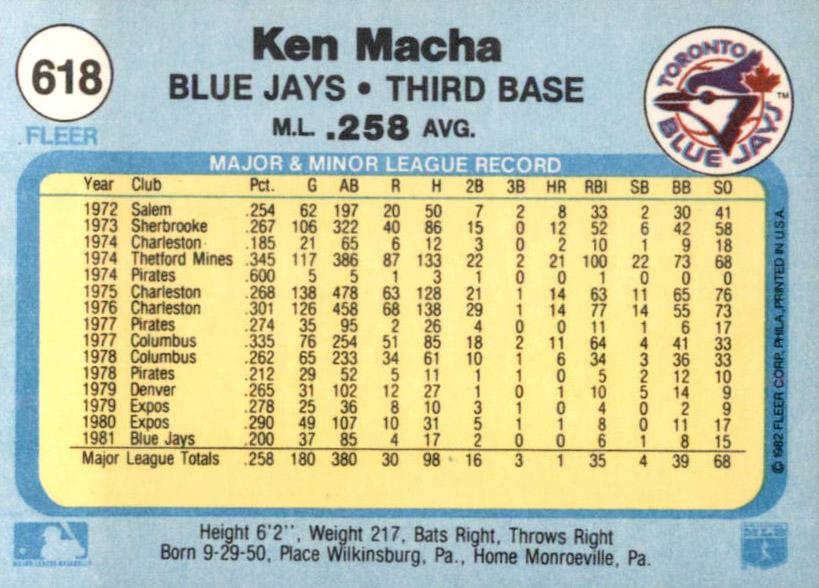 618
FLEER
Ken Macha
BLUE JAYS • THIRD BASE
M.L. .258 AVG.
TORONTO
BLUE JAYS
TM
MAJOR & MINOR LEAGUE RECORD
Year Club Pct. G AB R H 2B 3B HR RBI SB BB SO
1972 Salem .254 62 197 20 50 7 2 8 33 2 30 41
1973 Sherbrooke .267 106 322 40 86 15 0 12 52 6 42 58
1974 Charleston .185 21 65 6 12 3 0 2 10 1 9 18
1974 Thetford Mines .345 117 386 87 133 22 2 21 100 22 73 68
1974 Pirates .600 5 5 1 3 1 0 0 1 0 0 0
1975 Charleston .268 138 478 63 128 21 1 14 63 11 65 76
1976 Charleston .301 126 458 68 138 29 1 14 77 14 55 73
1977 Pirates .274 35 95 2 26 4 0 0 11 1 6 17
1977 Columbus .335 76 254 51 85 18 2 11 64 4 41 33
1978 Columbus .262 65 233 34 61 10 1 6 34 3 36 33
1978 Pirates .212 29 52 5 11 1 1 0 5 2 12 10
1979 Denver .265 31 102 12 27 1 0 1 10 5 14 9
1979 Expos .278 25 36 8 10 3 1 0 4 0 2 9
1980 Expos .290 49 107 10 31 5 1 1 8 0 11 17
1981 Blue Jays .200 37 85 4 17 2 0 0 6 1 8 15
Major League Totals .258 180 380 30 98 16 3 1 35 4 39 68
© 1982 FLEER CORP. PHILA., PRINTED IN U.S.A.
Height 6'2'', Weight 217, Bats Right, Throws Right
Born 9-29-50, Place Wilkinsburg, Pa., Home Monroeville, Pa.
MAJOR LEAGUE BASEBALL